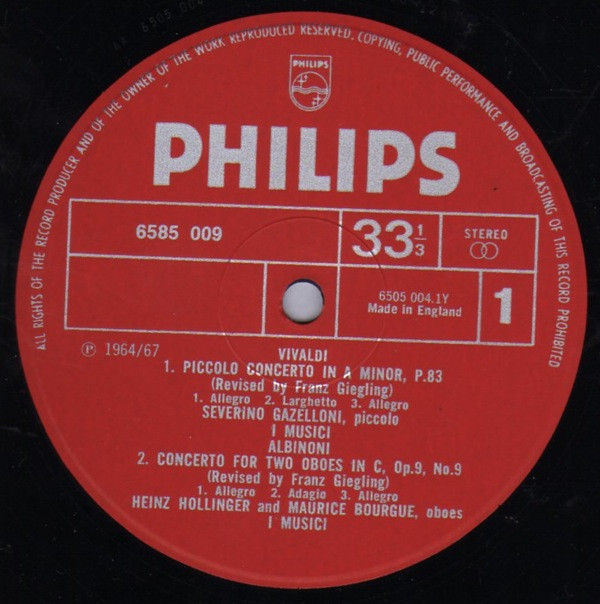 ALL RIGHTS OF THE RECORD PRODUCER AND OF THE OWNER OF THE WORK REPRODUCED RESERVED. COPYING, PUBLIC PERFORMANCE AND BROADCASTING OF THIS RECORD PROHIBITED
PHILIPS
PHILIPS
6585 009
33 1/3
STEREO
6505 004.1Y
Made in England
1
Ⓟ 1964/67
VIVALDI
1. PICCOLO CONCERTO IN A MINOR, P.83
(Revised by Franz Giegling)
1. Allegro 2. Larghetto 3. Allegro
SEVERINO GAZELLONI, piccolo
I MUSICI
ALBINONI
2. CONCERTO FOR TWO OBOES IN C, Op.9, No.9
(Revised by Franz Giegling)
1. Allegro 2. Adagio 3. Allegro
HEINZ HOLLINGER and MAURICE BOURGUE, oboes
I MUSICI